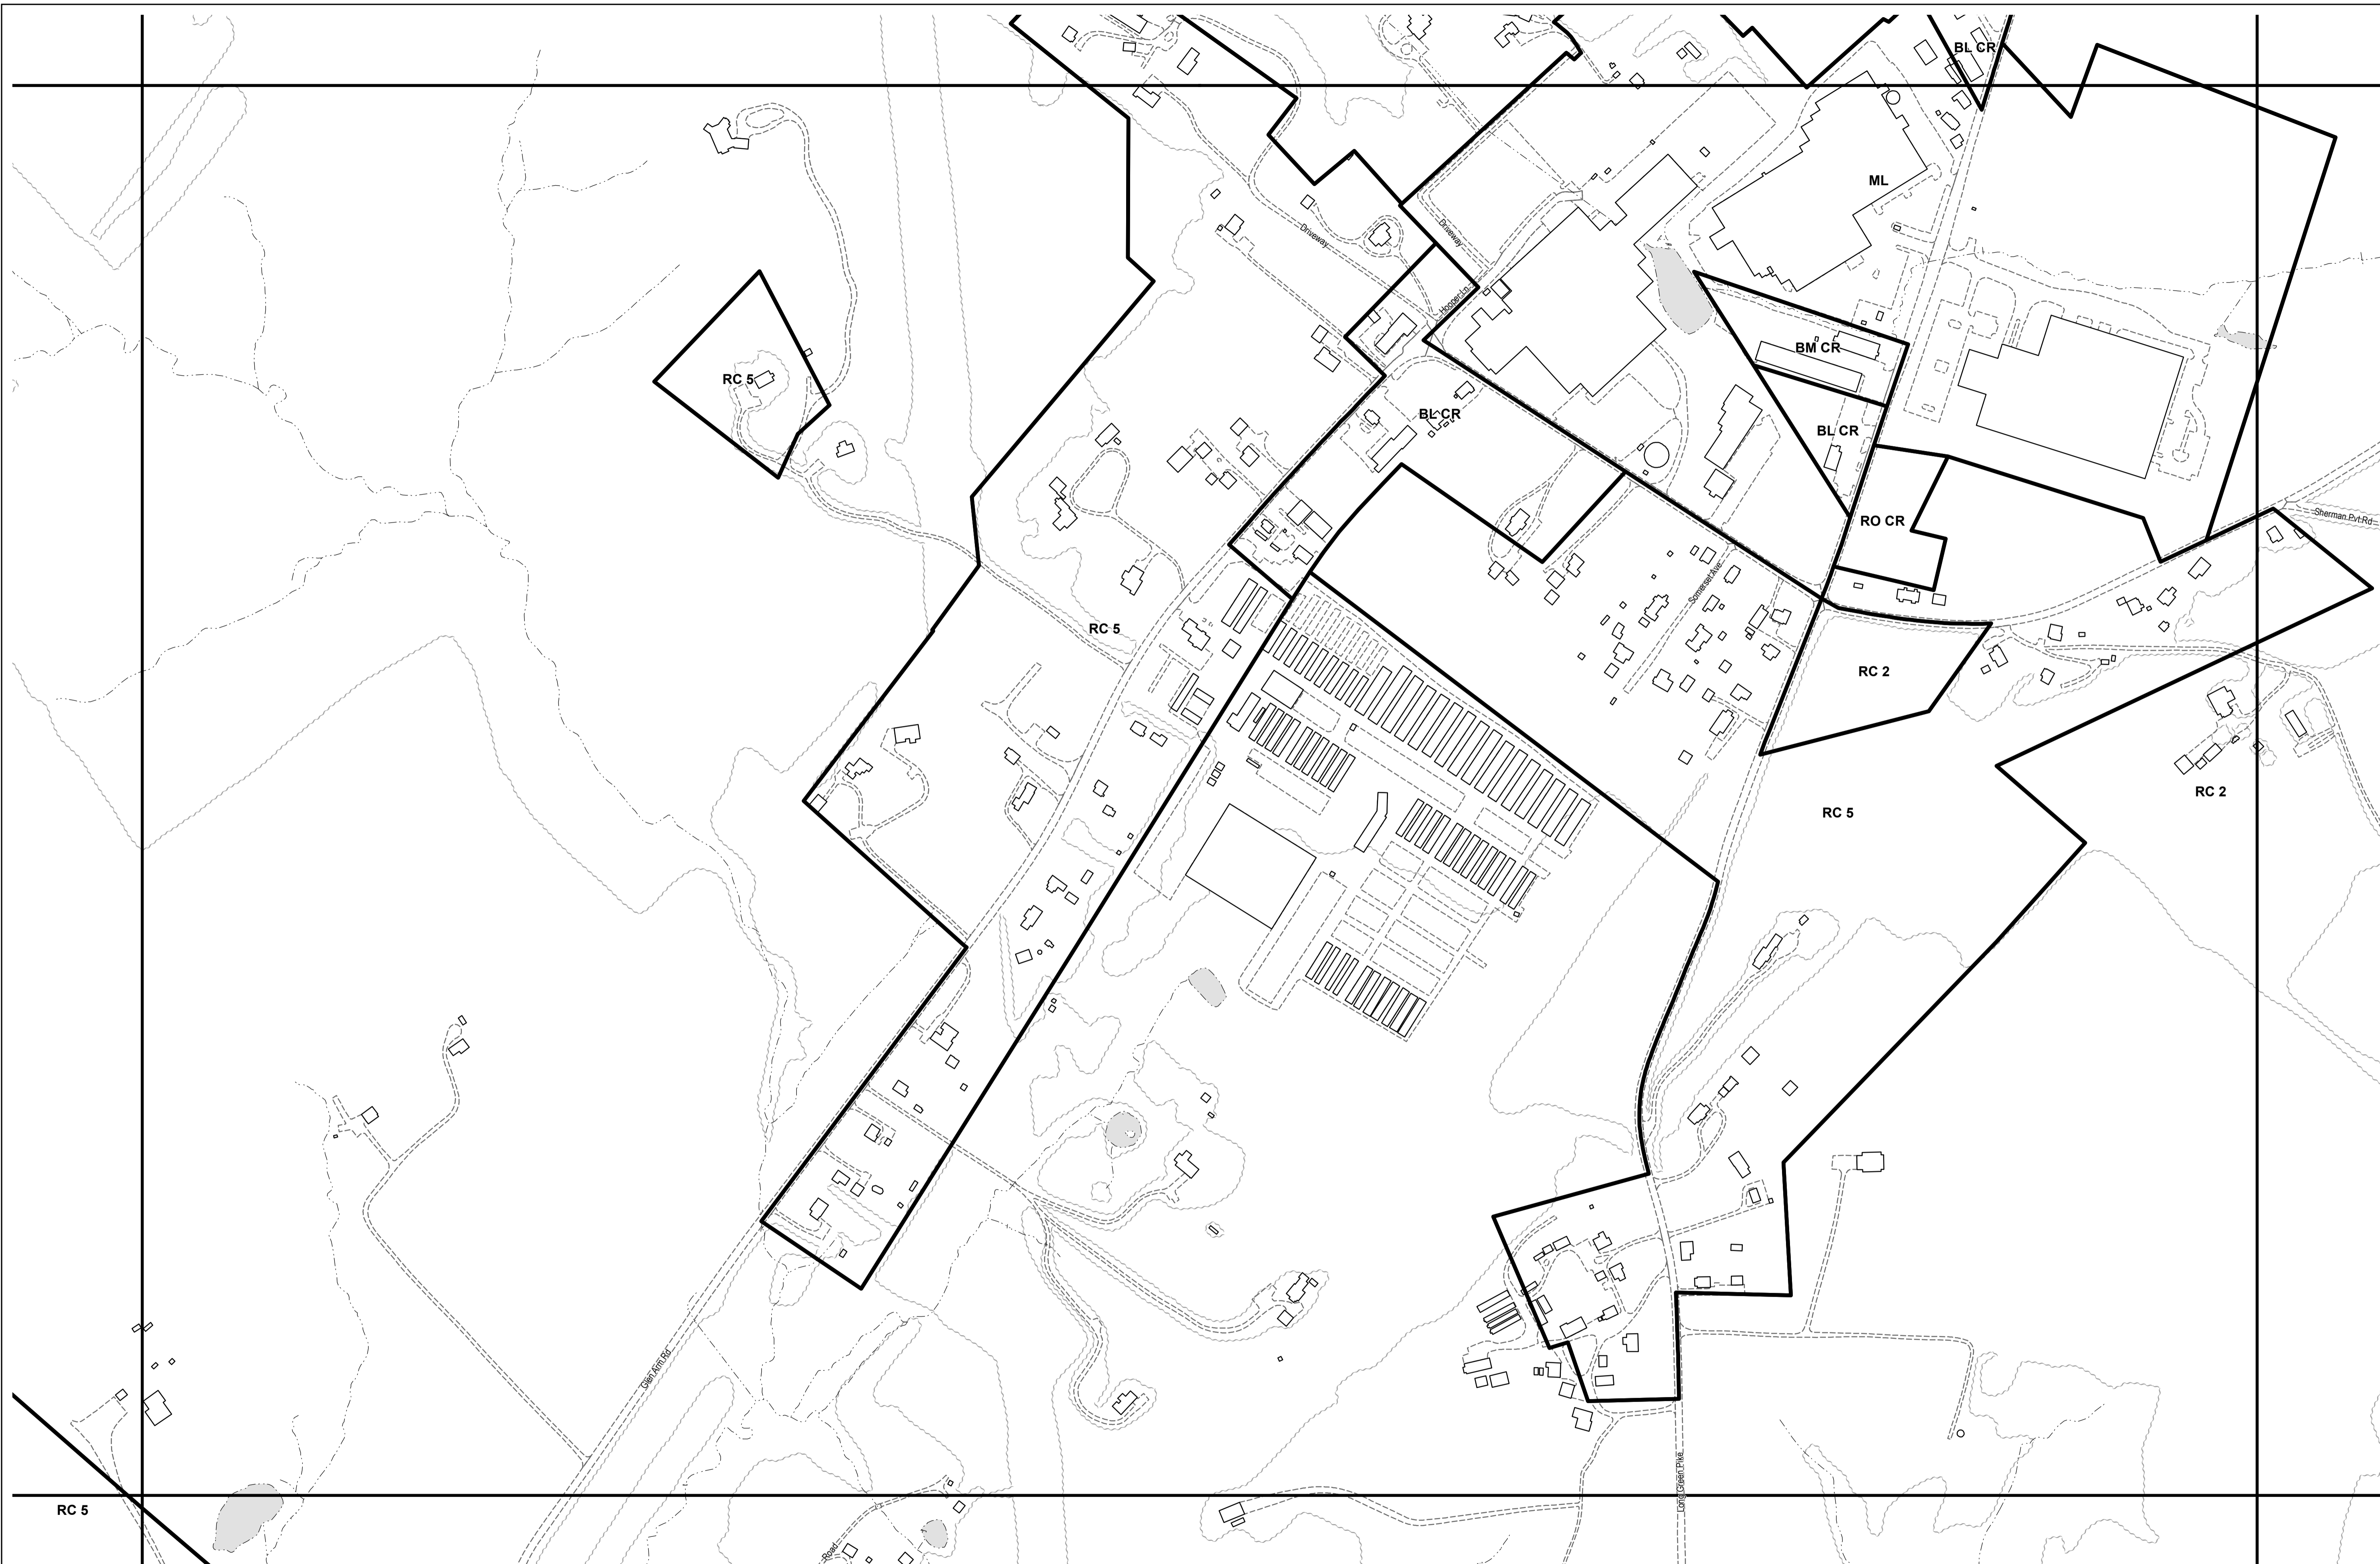 BL CR
ML
Driveway
Driveway
Hooper Ln
BM CR
RC 5
BL CR
BL CR
RO CR
Sherman Pvt Rd
Somerset Ave
RC 5
RC 2
RC 2
RC 5
Glen Arm Rd
Long Green Pike
RC 5
Road